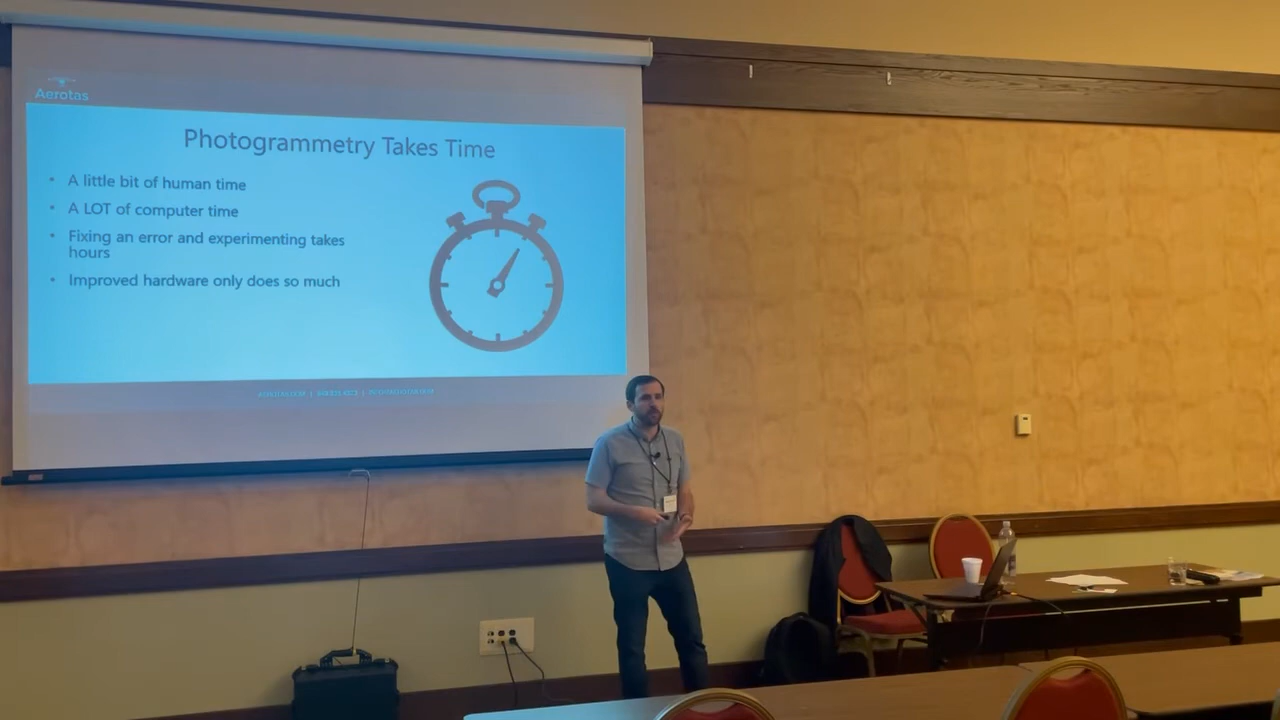 Aerotas
Photogrammetry Takes Time
• A little bit of human time
• A LOT of computer time
• Fixing an error and experimenting takes
hours
• Improved hardware only does so much